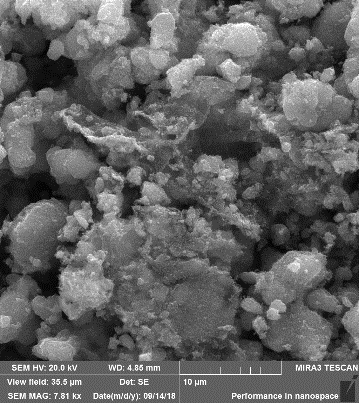 SEM HV: 20.0 kV WD: 4.85 mm MIRA3 TESCAN
View field: 35.5 µm Det: SE 10 µm
SEM MAG: 7.81 kx Date(m/d/y): 09/14/18 Performance in nanospace